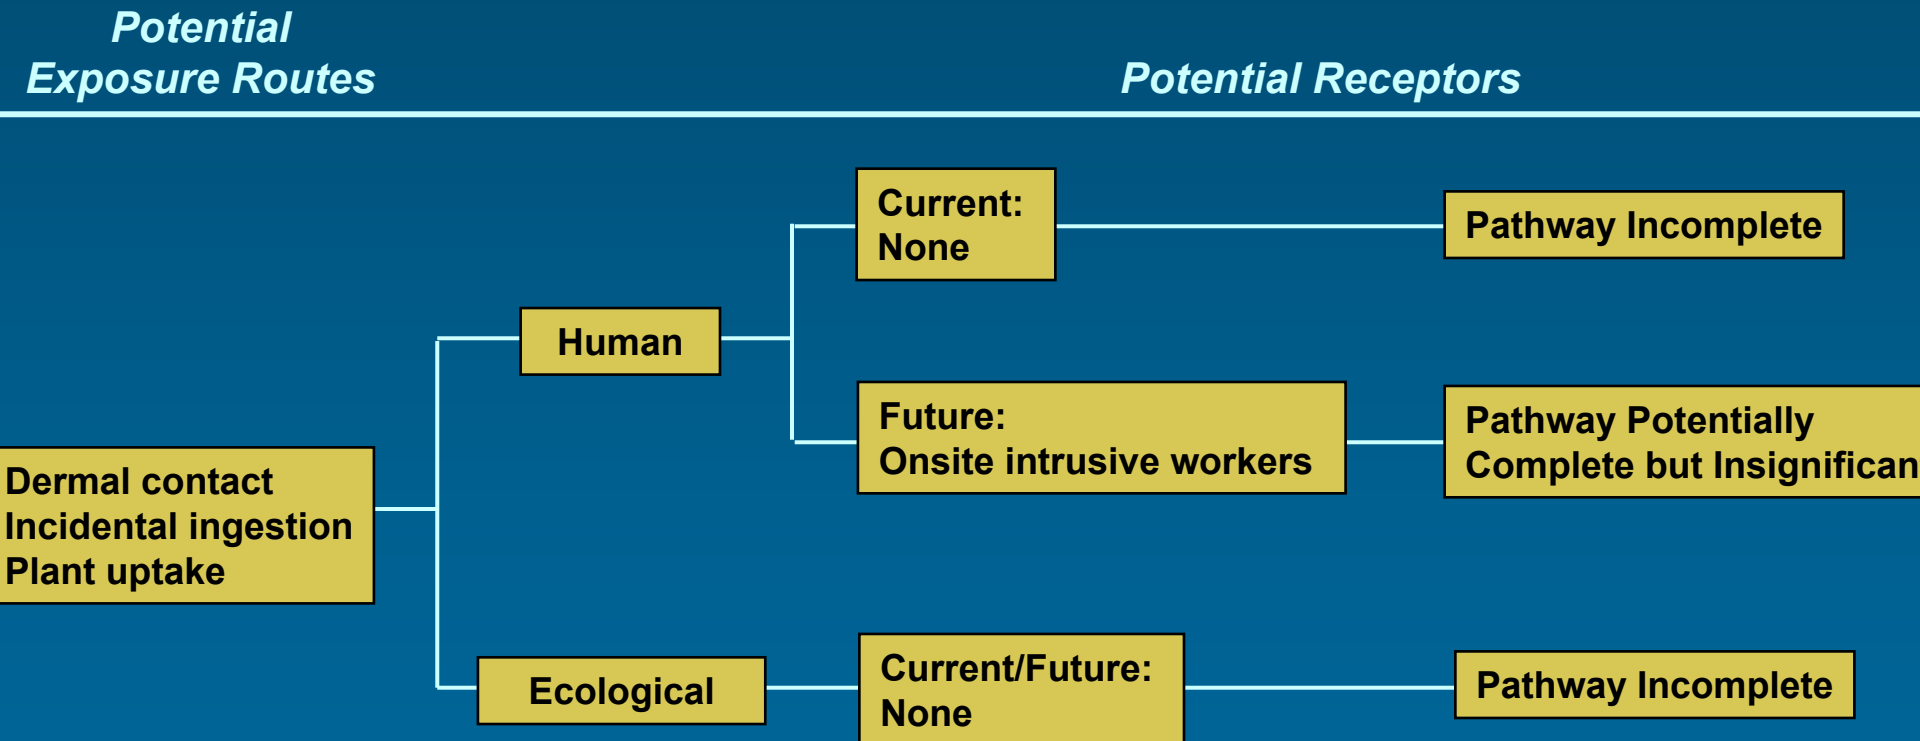 Potential
Exposure Routes
Potential Receptors
Current:
None
Pathway Incomplete
Human
Future:
Onsite intrusive workers
Pathway Potentially
Complete but Insignifican
Dermal contact
Incidental ingestion
Plant uptake
Ecological
Current/Future:
None
Pathway Incomplete